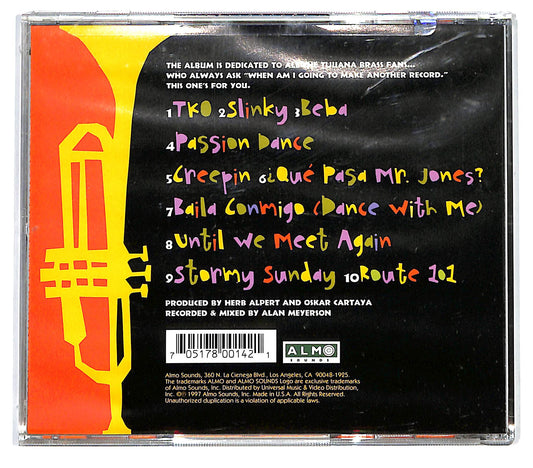 THE ALBUM IS DEDICATED TO ALL THE TIJUANA BRASS FANS...
WHO ALWAYS ASK "WHEN AM I GOING TO MAKE ANOTHER RECORD."
THIS ONE'S FOR YOU.
1 TKO 2 Slinky 3 Beba
4 Passion Dance
5 Creepin 6 ¿Qué Pasa Mr. Jones?
7 Baila Conmigo (Dance with Me)
8 Until we Meet Again
9 Stormy Sunday 10 Route 101
PRODUCED BY HERB ALPERT AND OSKAR CARTAYA
RECORDED & MIXED BY ALAN MEYERSON
7 05178 00142 1
ALMO
SOUNDS
Almo Sounds, 360 N. La Cienega Blvd., Los Angeles, CA 90048-1925.
The trademarks ALMO and ALMO SOUNDS Logo are exclusive trademarks
of Almo Sounds, Inc. Distributed by Universal Music & Video Distribution,
Inc. ©℗ 1997 Almo Sounds, Inc. Made in U.S.A. All Rights Reserved.
Unauthorized duplication is a violation of applicable laws.